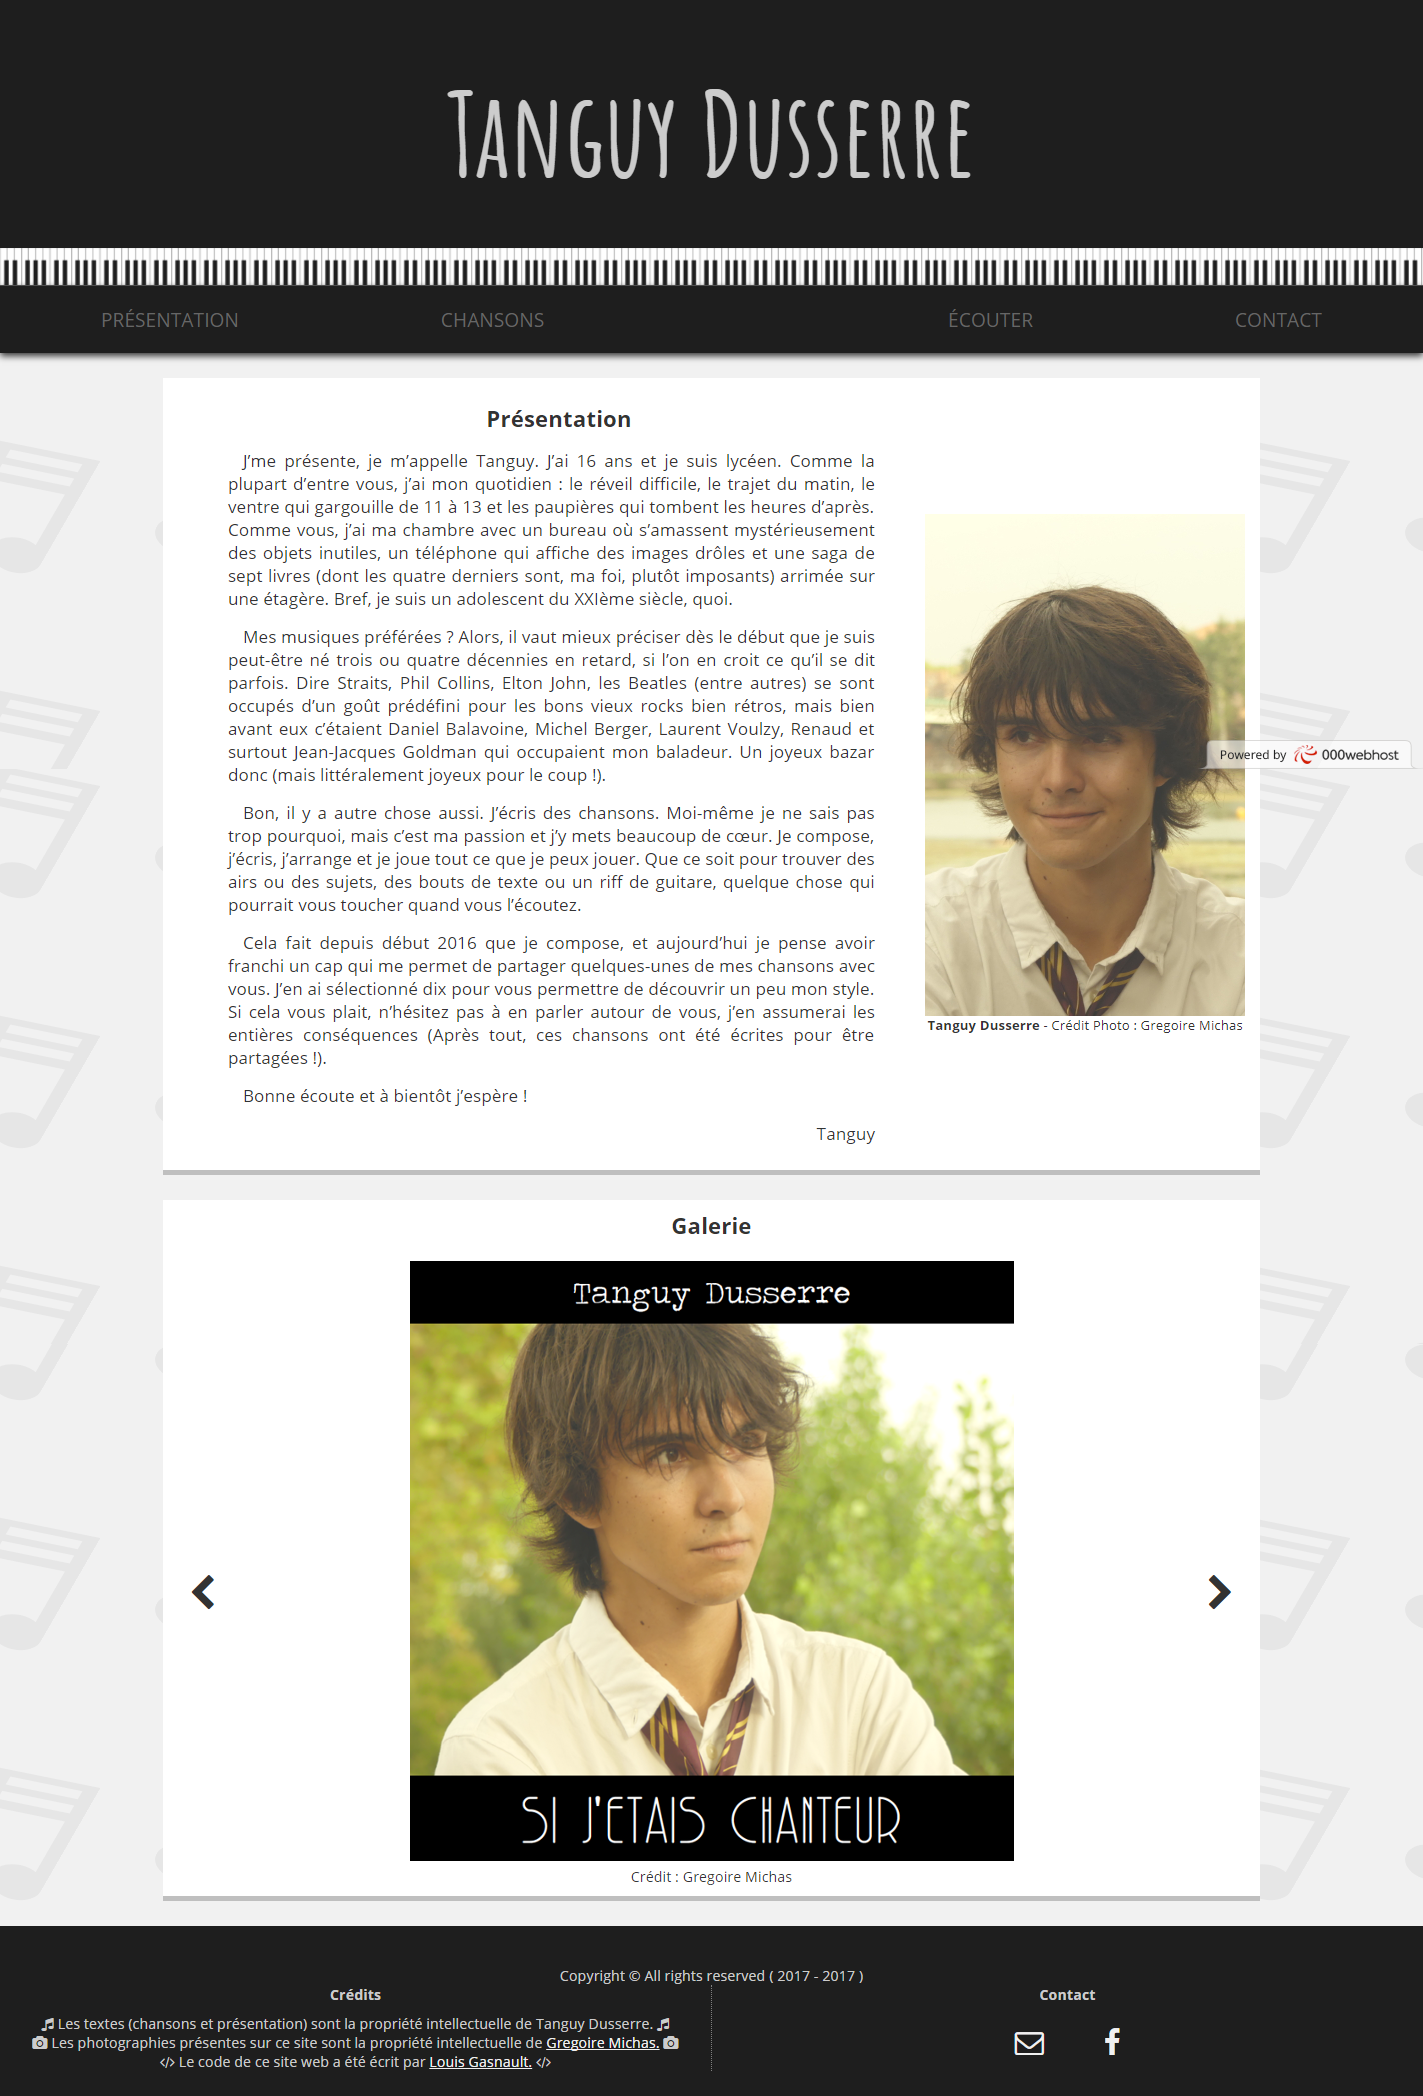 Tanguy Dusserre
PRÉSENTATION
CHANSONS
ÉCOUTER
CONTACT
Présentation
J’me présente, je m’appelle Tanguy. J’ai 16 ans et je suis lycéen. Comme la
plupart d’entre vous, j’ai mon quotidien : le réveil difficile, le trajet du matin, le
ventre qui gargouille de 11 à 13 et les paupières qui tombent les heures d’après.
Comme vous, j’ai ma chambre avec un bureau où s’amassent mystérieusement
des objets inutiles, un téléphone qui affiche des images drôles et une saga de
sept livres (dont les quatre derniers sont, ma foi, plutôt imposants) arrimée sur
une étagère. Bref, je suis un adolescent du XXIème siècle, quoi.
Mes musiques préférées ? Alors, il vaut mieux préciser dès le début que je suis
peut-être né trois ou quatre décennies en retard, si l’on en croit ce qu’il se dit
parfois. Dire Straits, Phil Collins, Elton John, les Beatles (entre autres) se sont
occupés d’un goût prédéfini pour les bons vieux rocks bien rétros, mais bien
avant eux c’étaient Daniel Balavoine, Michel Berger, Laurent Voulzy, Renaud et
surtout Jean-Jacques Goldman qui occupaient mon baladeur. Un joyeux bazar
donc (mais littéralement joyeux pour le coup !).
Bon, il y a autre chose aussi. J’écris des chansons. Moi-même je ne sais pas
trop pourquoi, mais c’est ma passion et j’y mets beaucoup de cœur. Je compose,
j’écris, j’arrange et je joue tout ce que je peux jouer. Que ce soit pour trouver des
airs ou des sujets, des bouts de texte ou un riff de guitare, quelque chose qui
pourrait vous toucher quand vous l’écoutez.
Cela fait depuis début 2016 que je compose, et aujourd’hui je pense avoir
franchi un cap qui me permet de partager quelques-unes de mes chansons avec
vous. J’en ai sélectionné dix pour vous permettre de découvrir un peu mon style.
Si cela vous plait, n’hésitez pas à en parler autour de vous, j’en assumerai les
entières conséquences (Après tout, ces chansons ont été écrites pour être
partagées !).
Bonne écoute et à bientôt j’espère !
Tanguy
Tanguy Dusserre - Crédit Photo : Gregoire Michas
Powered by 000webhost
Galerie
Tanguy Dusserre
SI J'ETAIS CHANTEUR
Crédit : Gregoire Michas
Copyright © All rights reserved ( 2017 - 2017 )
Crédits
Les textes (chansons et présentation) sont la propriété intellectuelle de Tanguy Dusserre.
Les photographies présentes sur ce site sont la propriété intellectuelle de Gregoire Michas.
Le code de ce site web a été écrit par Louis Gasnault.
Contact